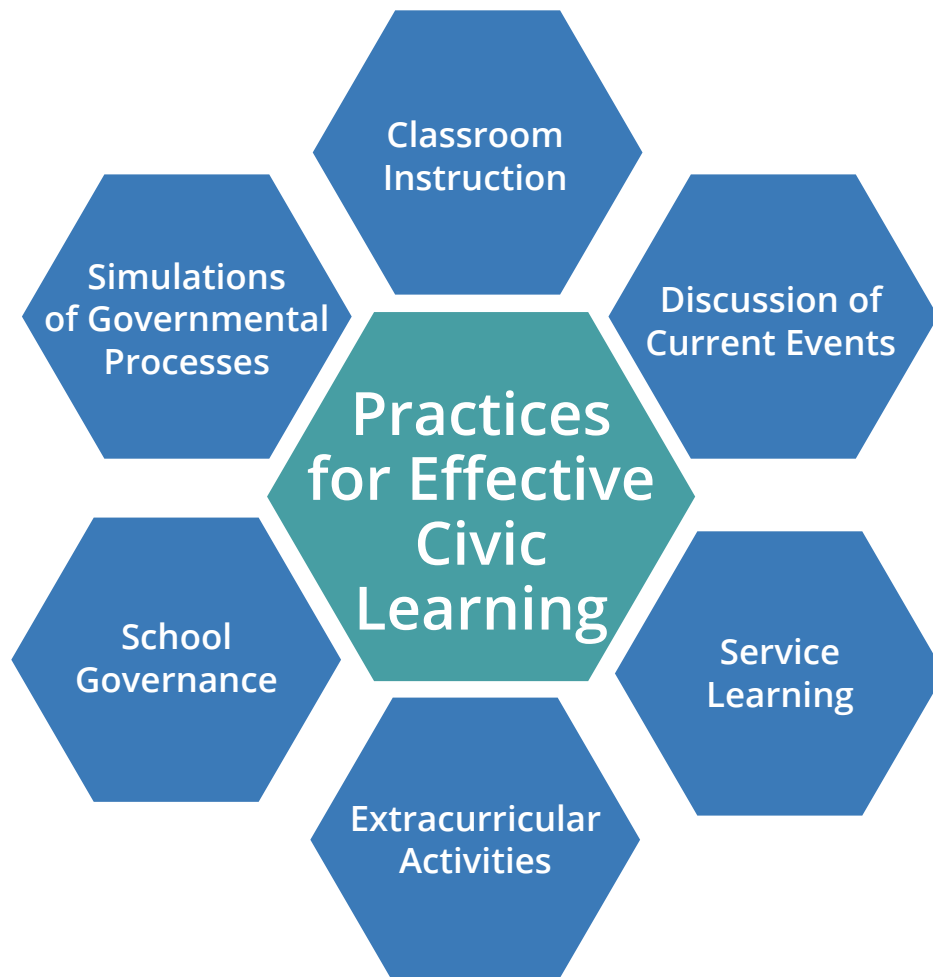 Classroom
Instruction
Simulations
of Governmental
Processes
Discussion of
Current Events
Practices
for Effective
Civic
Learning
School
Governance
Service
Learning
Extracurricular
Activities